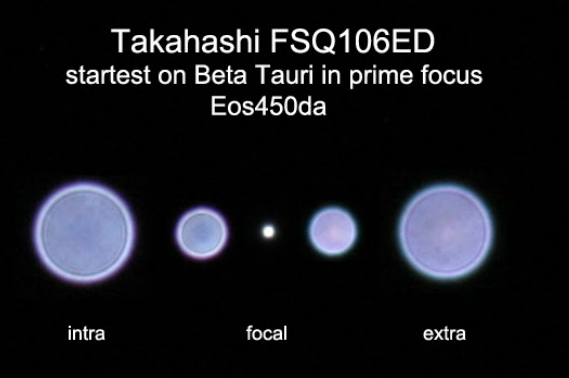 Takahashi FSQ106ED
startest on Beta Tauri in prime focus
Eos450da
intra
focal
extra